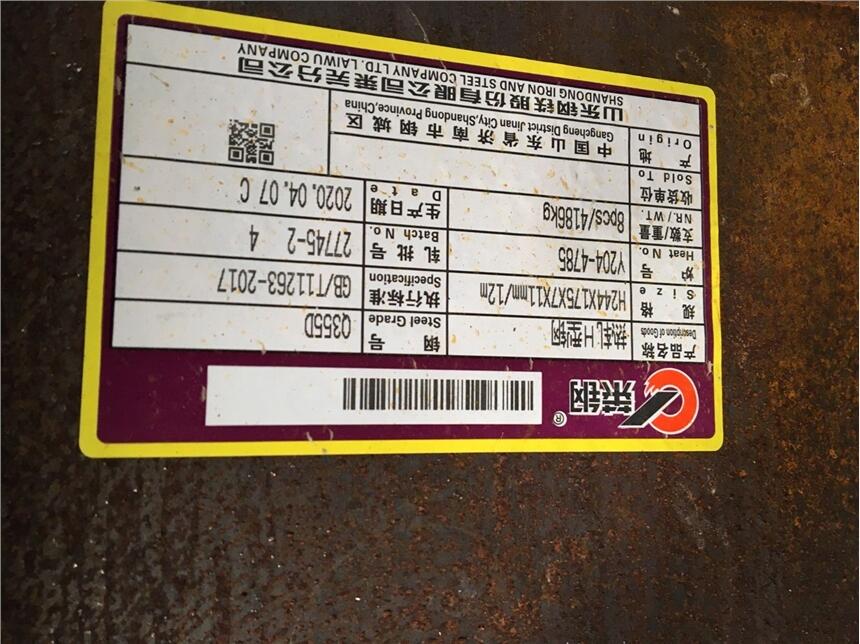 莱钢®
产品名称 热轧H型钢 钢号 Q355D
Description of Goods Steel Grade
规格 H244X175X7X11mm/12m 执行标准 GB/T11263-2017
Size Specification
炉号 Y204-4785 轧批号 27745-2 4
Heat No. Batch No.
支数/重量 8pcs/4186kg 生产日期 2020.04.07 C
NR./WT. Date
收货单位
Sold To
产地 中国山东省济南市钢城区
Origin Gangcheng District Jinan City,Shandong Province,China
山东钢铁股份有限公司莱芜分公司
SHANDONG IRON AND STEEL COMPANY LTD. LAIWU COMPANY